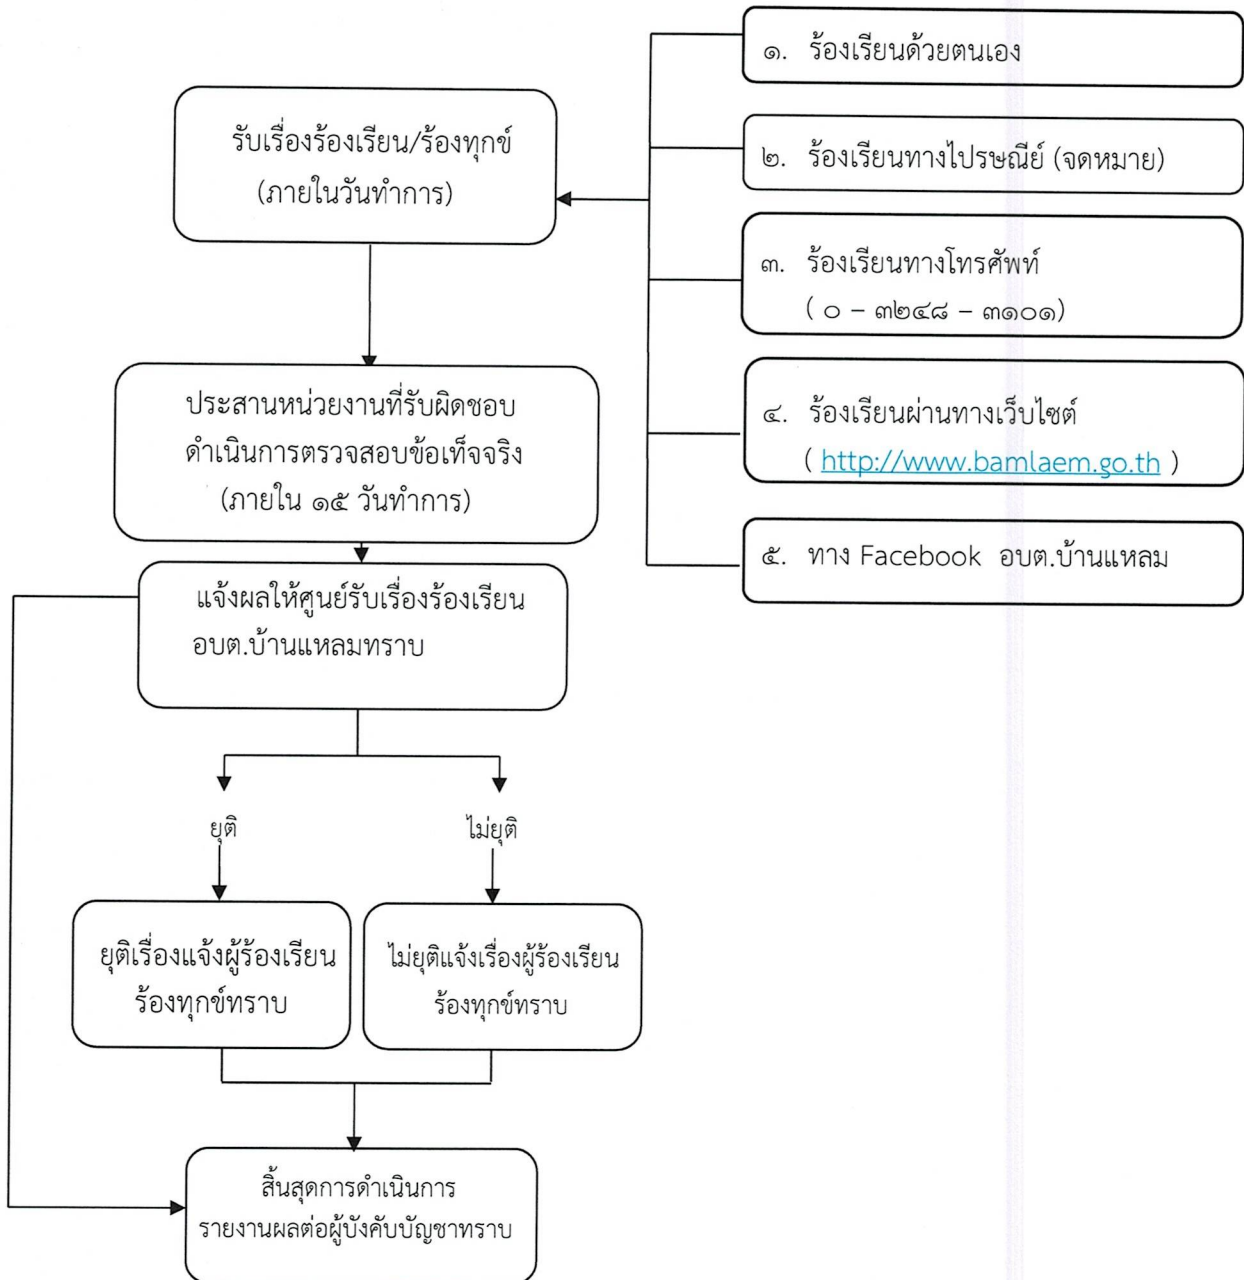 ๑. ร้องเรียนด้วยตนเอง
รับเรื่องร้องเรียน/ร้องทุกข์
(ภายในวันทำการ)
๒. ร้องเรียนทางไปรษณีย์ (จดหมาย)
๓. ร้องเรียนทางโทรศัพท์
( ๐ – ๓๒๔๘ – ๓๑๐๑)
ประสานหน่วยงานที่รับผิดชอบ
ดำเนินการตรวจสอบข้อเท็จจริง
(ภายใน ๑๕ วันทำการ)
๔. ร้องเรียนผ่านทางเว็บไซต์
( http://www.bamlaem.go.th )
๕. ทาง Facebook อบต.บ้านแหลม
แจ้งผลให้ศูนย์รับเรื่องร้องเรียน
อบต.บ้านแหลมทราบ
ยุติ
ไม่ยุติ
ยุติเรื่องแจ้งผู้ร้องเรียน
ร้องทุกข์ทราบ
ไม่ยุติแจ้งเรื่องผู้ร้องเรียน
ร้องทุกข์ทราบ
สิ้นสุดการดำเนินการ
รายงานผลต่อผู้บังคับบัญชาทราบ